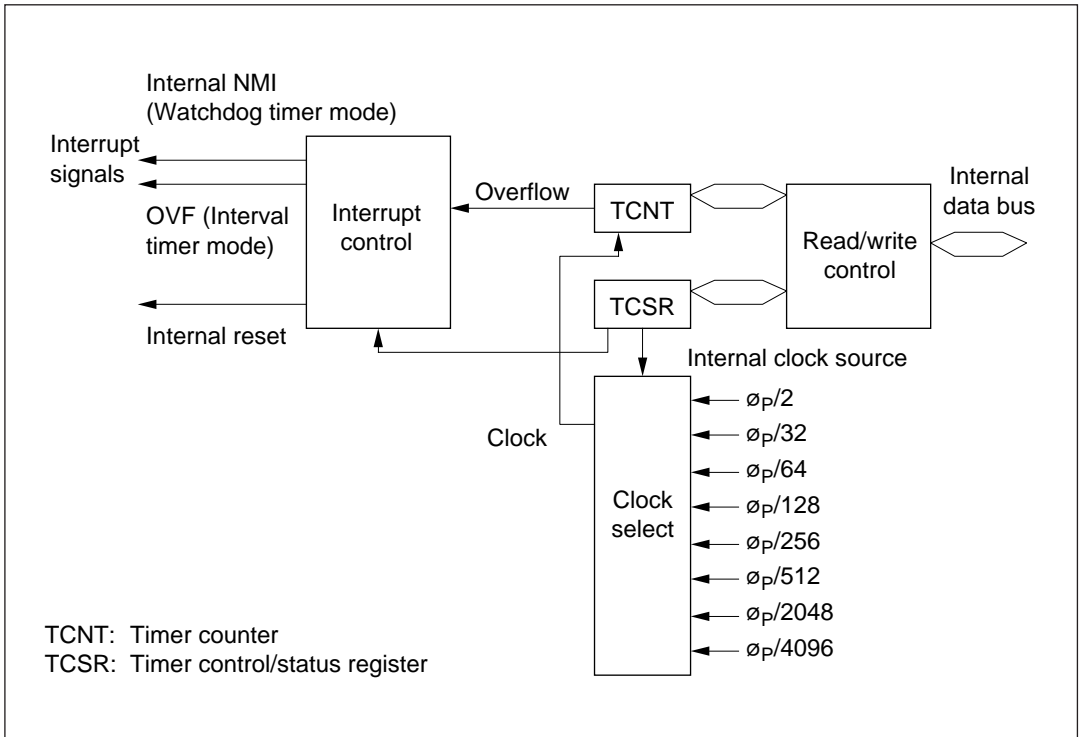 Internal NMI
(Watchdog timer mode)
Interrupt
signals
OVF (Interval
timer mode)
Internal reset
Interrupt
control
Overflow
TCNT
TCSR
Read/write
control
Internal
data bus
Internal clock source
Clock
Clock
select
øP/2
øP/32
øP/64
øP/128
øP/256
øP/512
øP/2048
øP/4096
TCNT: Timer counter
TCSR: Timer control/status register